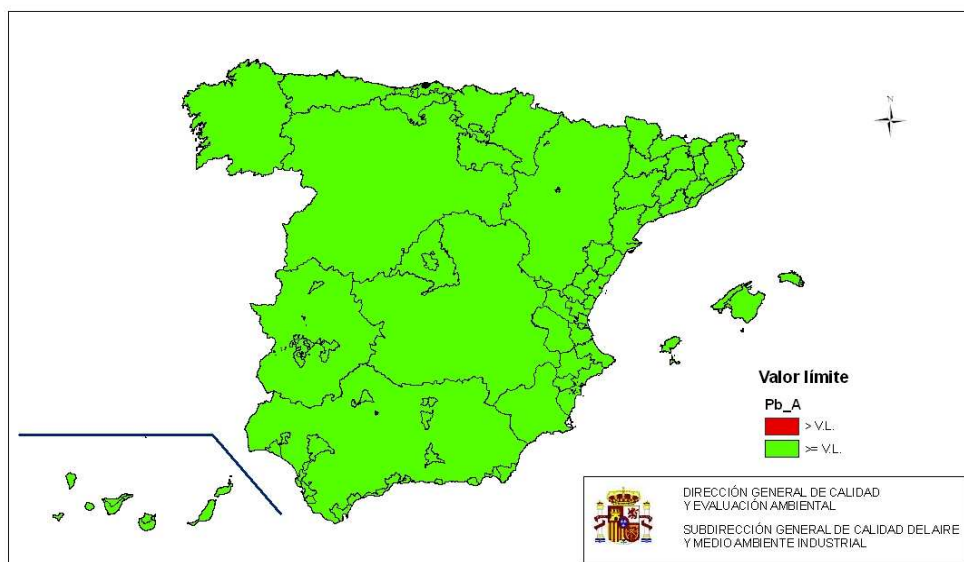 N
Valor límite
Pb_A
> V.L.
>= V.L.
DIRECCIÓN GENERAL DE CALIDAD
Y EVALUACIÓN AMBIENTAL
SUBDIRECCIÓN GENERAL DE CALIDAD DEL AIRE
Y MEDIO AMBIENTE INDUSTRIAL